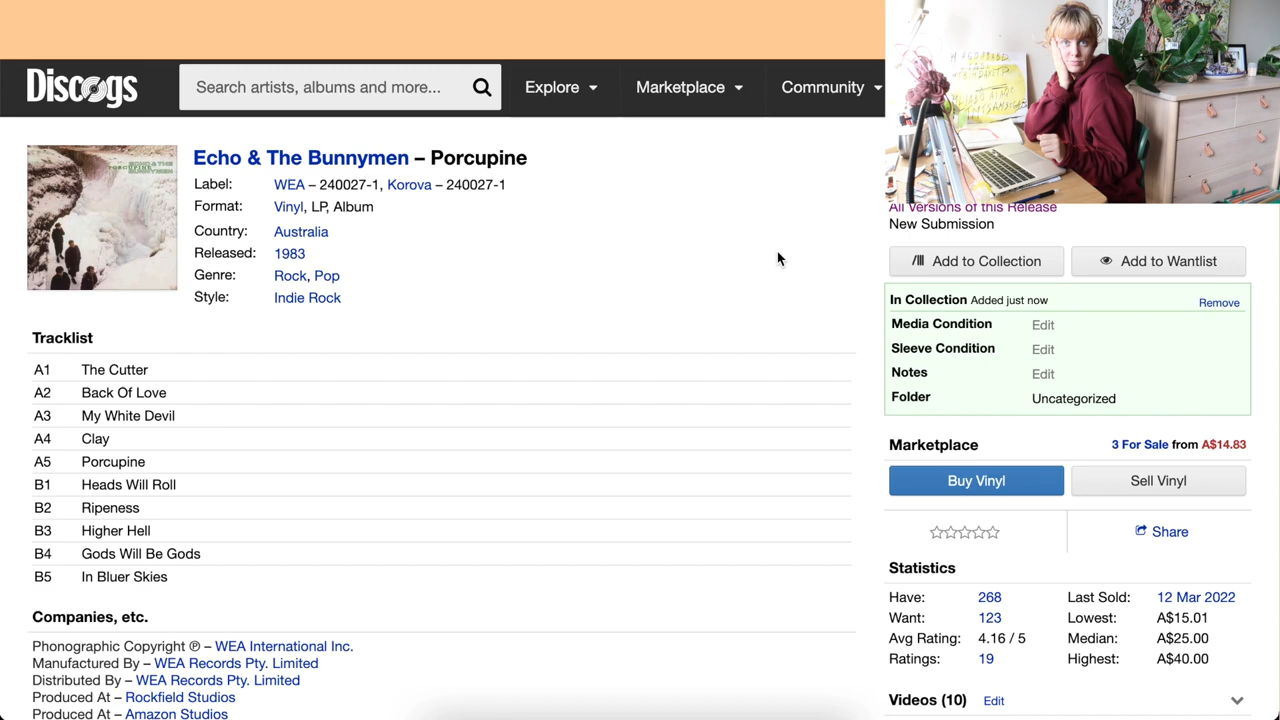 Discogs
Search artists, albums and more...
Explore
Marketplace
Community
Echo & The Bunnymen – Porcupine
Label: WEA – 240027-1, Korova – 240027-1
Format: Vinyl, LP, Album
Country: Australia
Released: 1983
Genre: Rock, Pop
Style: Indie Rock
Tracklist
A1 The Cutter
A2 Back Of Love
A3 My White Devil
A4 Clay
A5 Porcupine
B1 Heads Will Roll
B2 Ripeness
B3 Higher Hell
B4 Gods Will Be Gods
B5 In Bluer Skies
Companies, etc.
Phonographic Copyright ℗ – WEA International Inc.
Manufactured By – WEA Records Pty. Limited
Distributed By – WEA Records Pty. Limited
Produced At – Rockfield Studios
Produced At – Amazon Studios
All Versions of this Release
New Submission
Add to Collection
Add to Wantlist
In Collection Added just now
Remove
Media Condition Edit
Sleeve Condition Edit
Notes Edit
Folder Uncategorized
Marketplace 3 For Sale from A$14.83
Buy Vinyl
Sell Vinyl
Share
Statistics
Have: 268 Last Sold: 12 Mar 2022
Want: 123 Lowest: A$15.01
Avg Rating: 4.16 / 5 Median: A$25.00
Ratings: 19 Highest: A$40.00
Videos (10) Edit